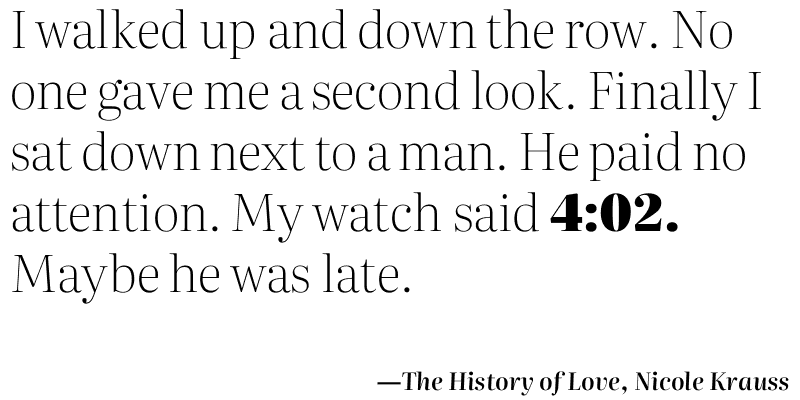 I walked up and down the row. No
one gave me a second look. Finally I
sat down next to a man. He paid no
attention. My watch said 4:02.
Maybe he was late.
—The History of Love, Nicole Krauss